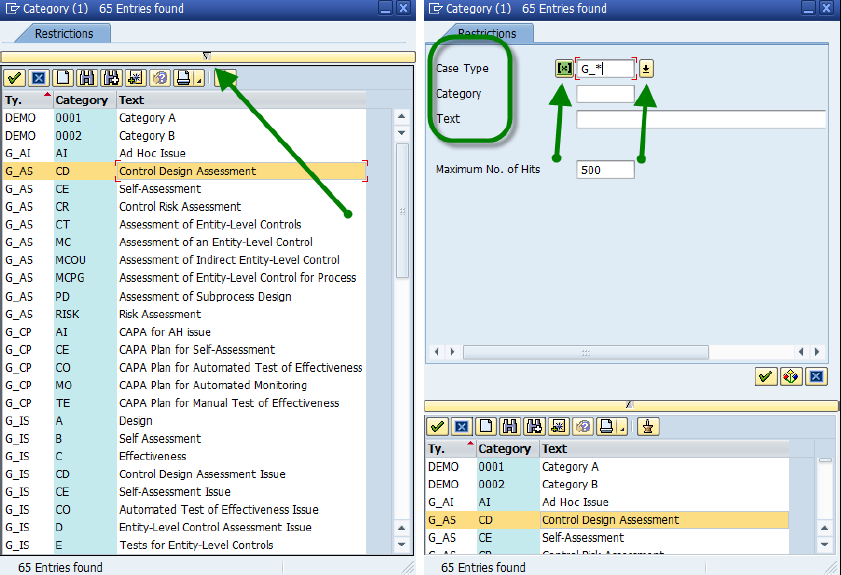 Category (1) 65 Entries found
Restrictions
Ty. Category Text
DEMO 0001 Category A
DEMO 0002 Category B
G_AI AI Ad Hoc Issue
G_AS CD Control Design Assessment
G_AS CE Self-Assessment
G_AS CR Control Risk Assessment
G_AS CT Assessment of Entity-Level Controls
G_AS MC Assessment of an Entity-Level Control
G_AS MCOU Assessment of Indirect Entity-Level Control
G_AS MCPG Assessment of Entity-Level Control for Process
G_AS PD Assessment of Subprocess Design
G_AS RISK Risk Assessment
G_CP AI CAPA for AH issue
G_CP CE CAPA Plan for Self-Assessment
G_CP CO CAPA Plan for Automated Test of Effectiveness
G_CP MO CAPA Plan for Automated Monitoring
G_CP TE CAPA Plan for Manual Test of Effectiveness
G_IS A Design
G_IS B Self Assessment
G_IS C Effectiveness
G_IS CD Control Design Assessment Issue
G_IS CE Self-Assessment Issue
G_IS CO Automated Test of Effectiveness Issue
G_IS D Entity-Level Control Assessment Issue
G_IS E Tests for Entity-Level Controls
65 Entries found
Category (1) 65 Entries found
Restrictions
Case Type G_*
Category
Text
Maximum No. of Hits 500
Ty. Category Text
DEMO 0001 Category A
DEMO 0002 Category B
G_AI AI Ad Hoc Issue
G_AS CD Control Design Assessment
G_AS CE Self-Assessment
G_AS CR Control Risk Assessment
65 Entries found